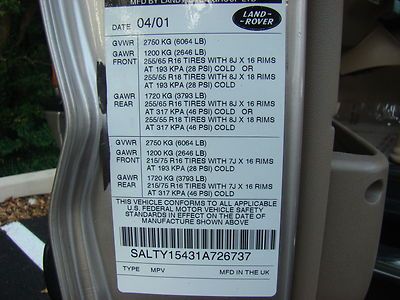 MFD BY LAND
DATE 04/01
LAND-
ROVER
GVWR 2750 KG (6064 LB)
GAWR 1200 KG (2646 LB)
FRONT 255/65 R16 TIRES WITH 8J X 16 RIMS
AT 193 KPA (28 PSI) COLD OR
255/55 R18 TIRES WITH 8J X 18 RIMS
AT 193 KPA (28 PSI) COLD
GAWR 1720 KG (3793 LB)
REAR 255/65 R16 TIRES WITH 8J X 16 RIMS
AT 317 KPA (46 PSI) COLD OR
255/55 R18 TIRES WITH 8J X 18 RIMS
AT 317 KPA (46 PSI) COLD
GVWR 2750 KG (6064 LB)
GAWR 1200 KG (2646 LB)
FRONT 215/75 R16 TIRES WITH 7J X 16 RIMS
AT 193 KPA (28 PSI) COLD
GAWR 1720 KG (3793 LB)
REAR 215/75 R16 TIRES WITH 7J X 16 RIMS
AT 317 KPA (46 PSI) COLD
THIS VEHICLE CONFORMS TO ALL APPLICABLE
U.S. FEDERAL MOTOR VEHICLE SAFETY
STANDARDS IN EFFECT ON THE DATE OF
MANUFACTURE SHOWN ABOVE
SALTY15431A726737
TYPE MPV MFD IN THE UK